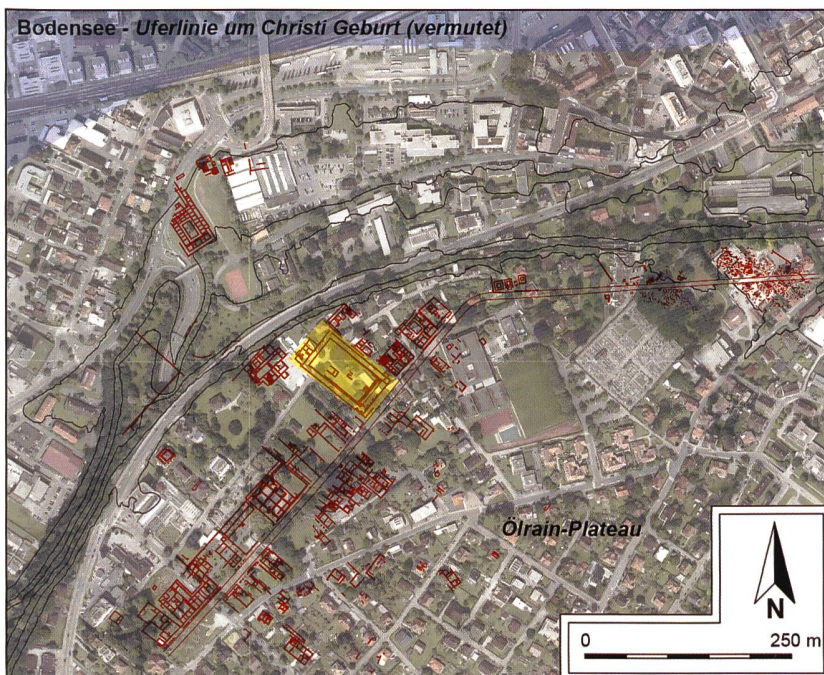 Bodensee - Uferlinie um Christi Geburt (vermutet)
Ölrain-Plateau
N
0 250 m